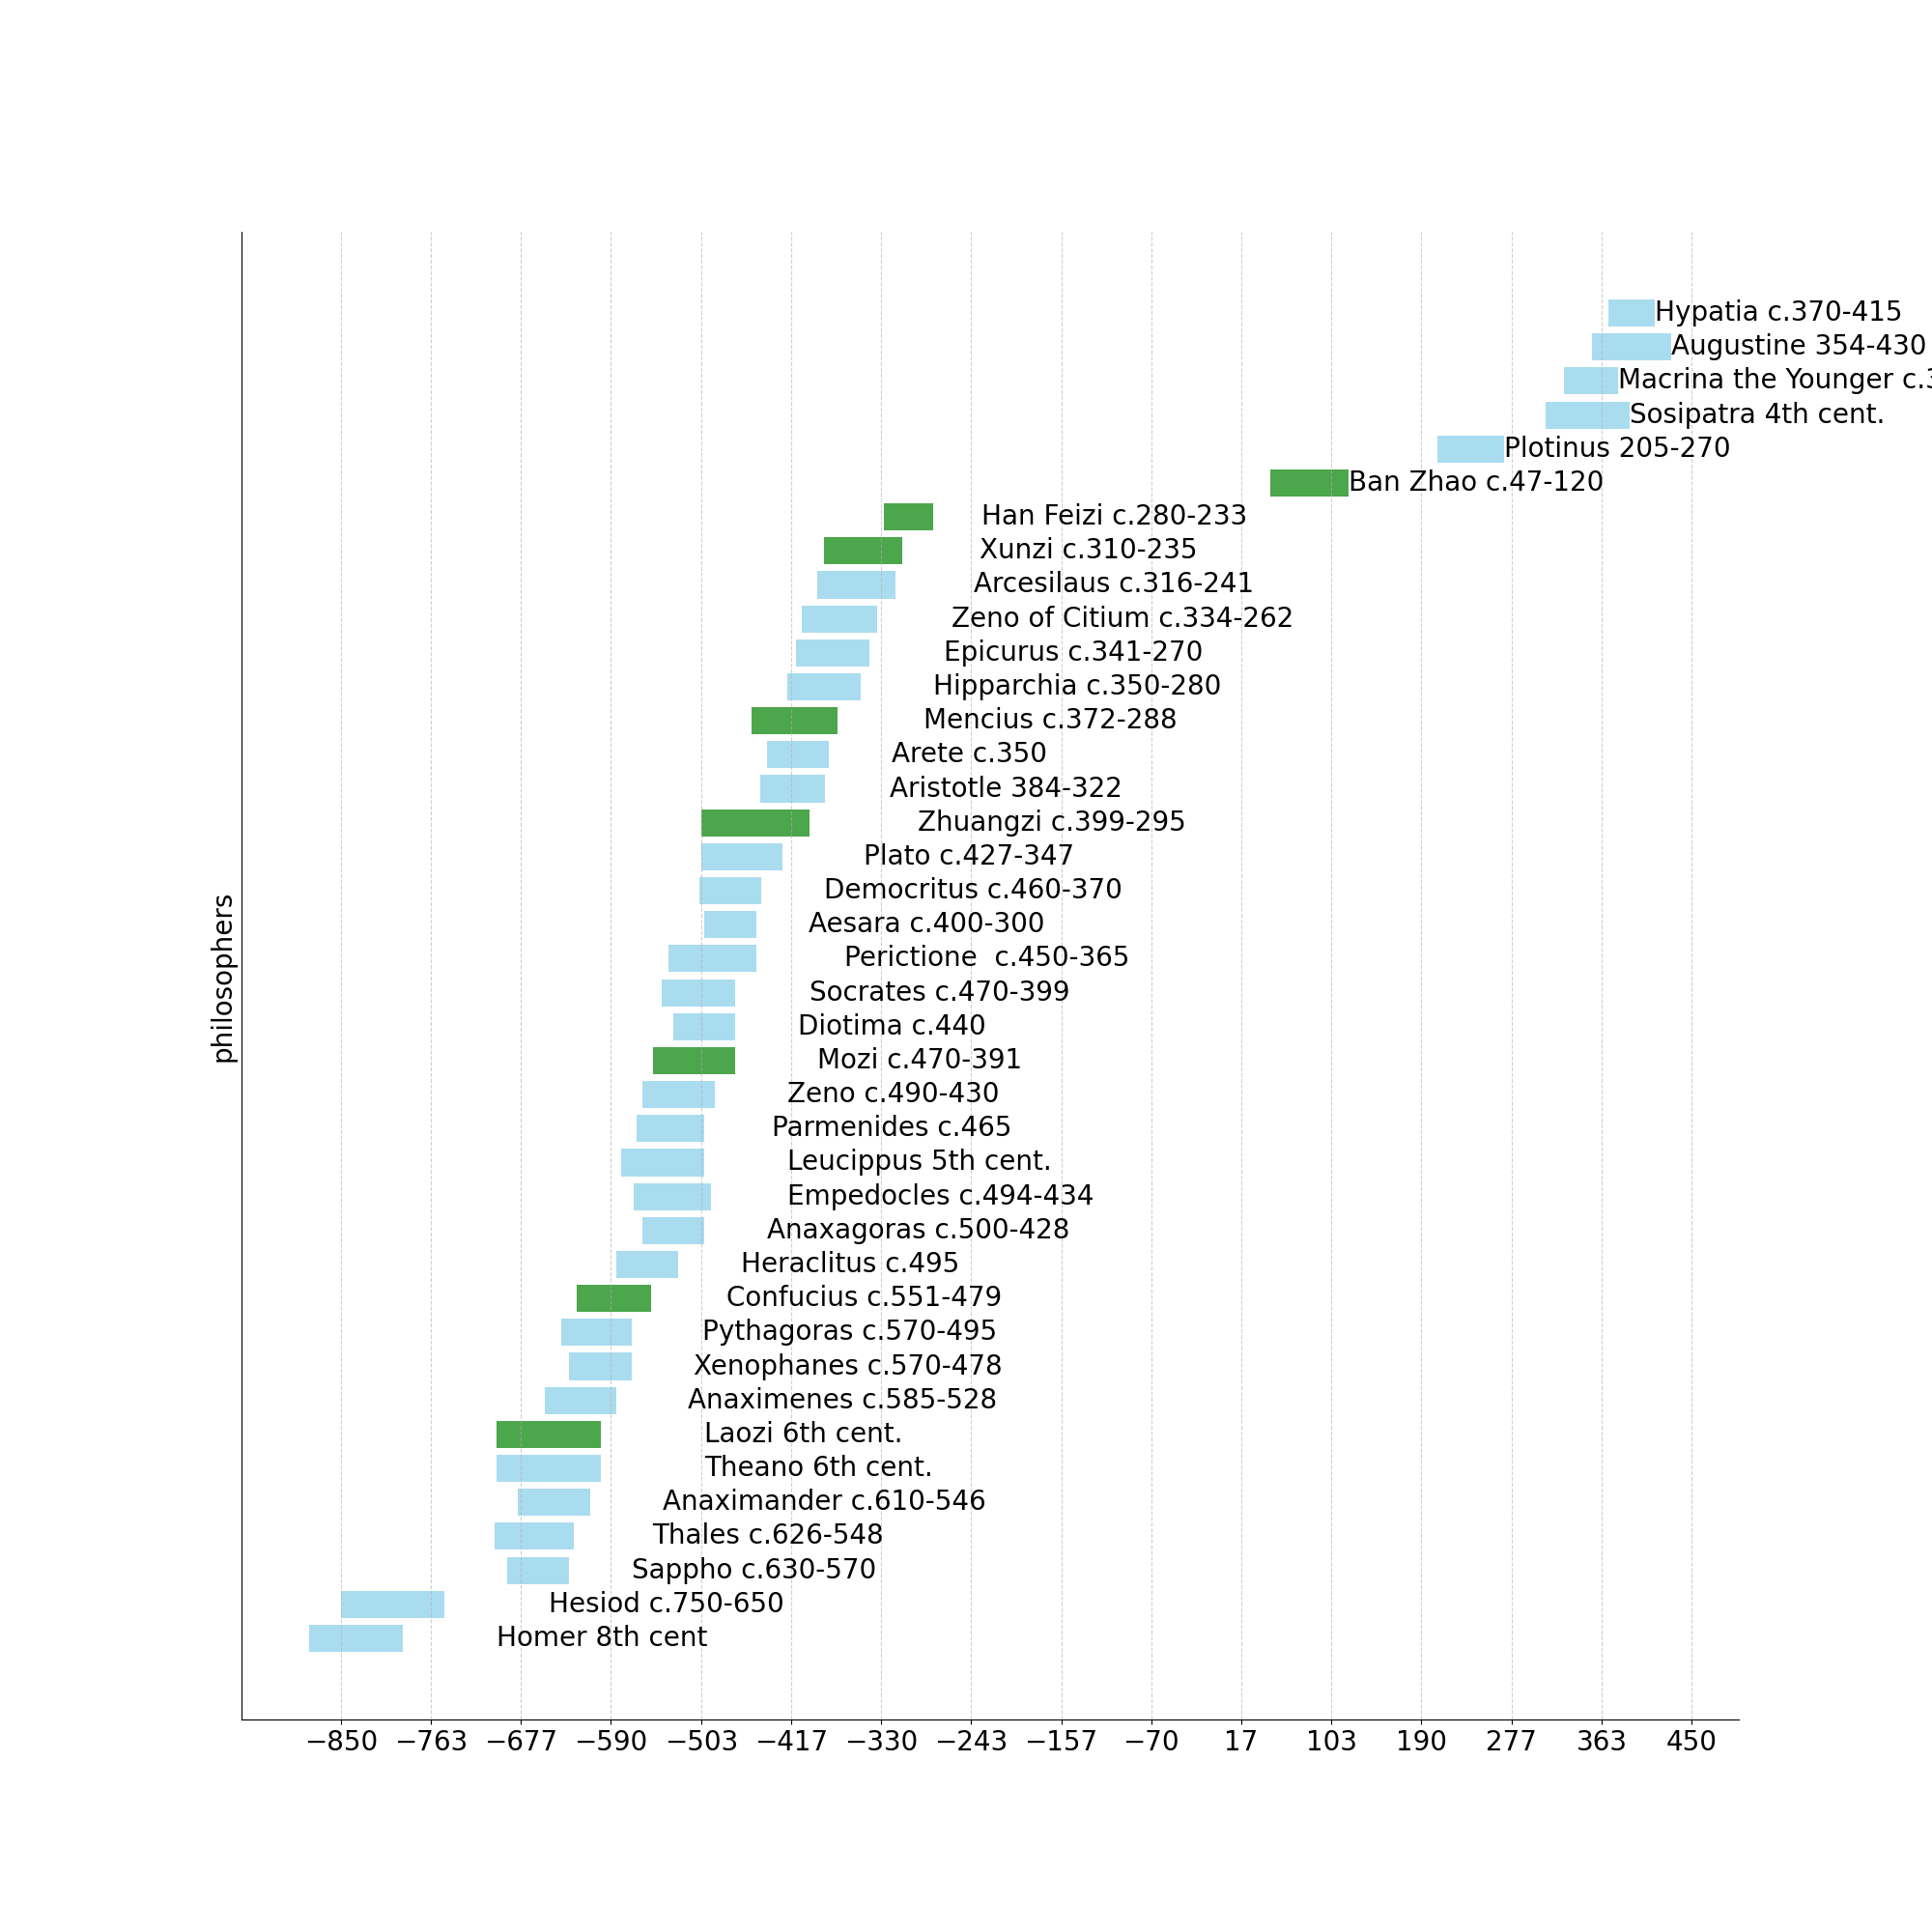 Hypatia c.370-415
Augustine 354-430
Macrina the Younger c.3
Sosipatra 4th cent.
Plotinus 205-270
Ban Zhao c.47-120
Han Feizi c.280-233
Xunzi c.310-235
Arcesilaus c.316-241
Zeno of Citium c.334-262
Epicurus c.341-270
Hipparchia c.350-280
Mencius c.372-288
Arete c.350
Aristotle 384-322
Zhuangzi c.399-295
Plato c.427-347
Democritus c.460-370
Aesara c.400-300
Perictione  c.450-365
Socrates c.470-399
Diotima c.440
Mozi c.470-391
Zeno c.490-430
Parmenides c.465
Leucippus 5th cent.
Empedocles c.494-434
Anaxagoras c.500-428
Heraclitus c.495
Confucius c.551-479
Pythagoras c.570-495
Xenophanes c.570-478
Anaximenes c.585-528
Laozi 6th cent.
Theano 6th cent.
Anaximander c.610-546
Thales c.626-548
Sappho c.630-570
Hesiod c.750-650
Homer 8th cent
philosophers
−850 −763 −677 −590 −503 −417 −330 −243 −157 −70 17 103 190 277 363 450